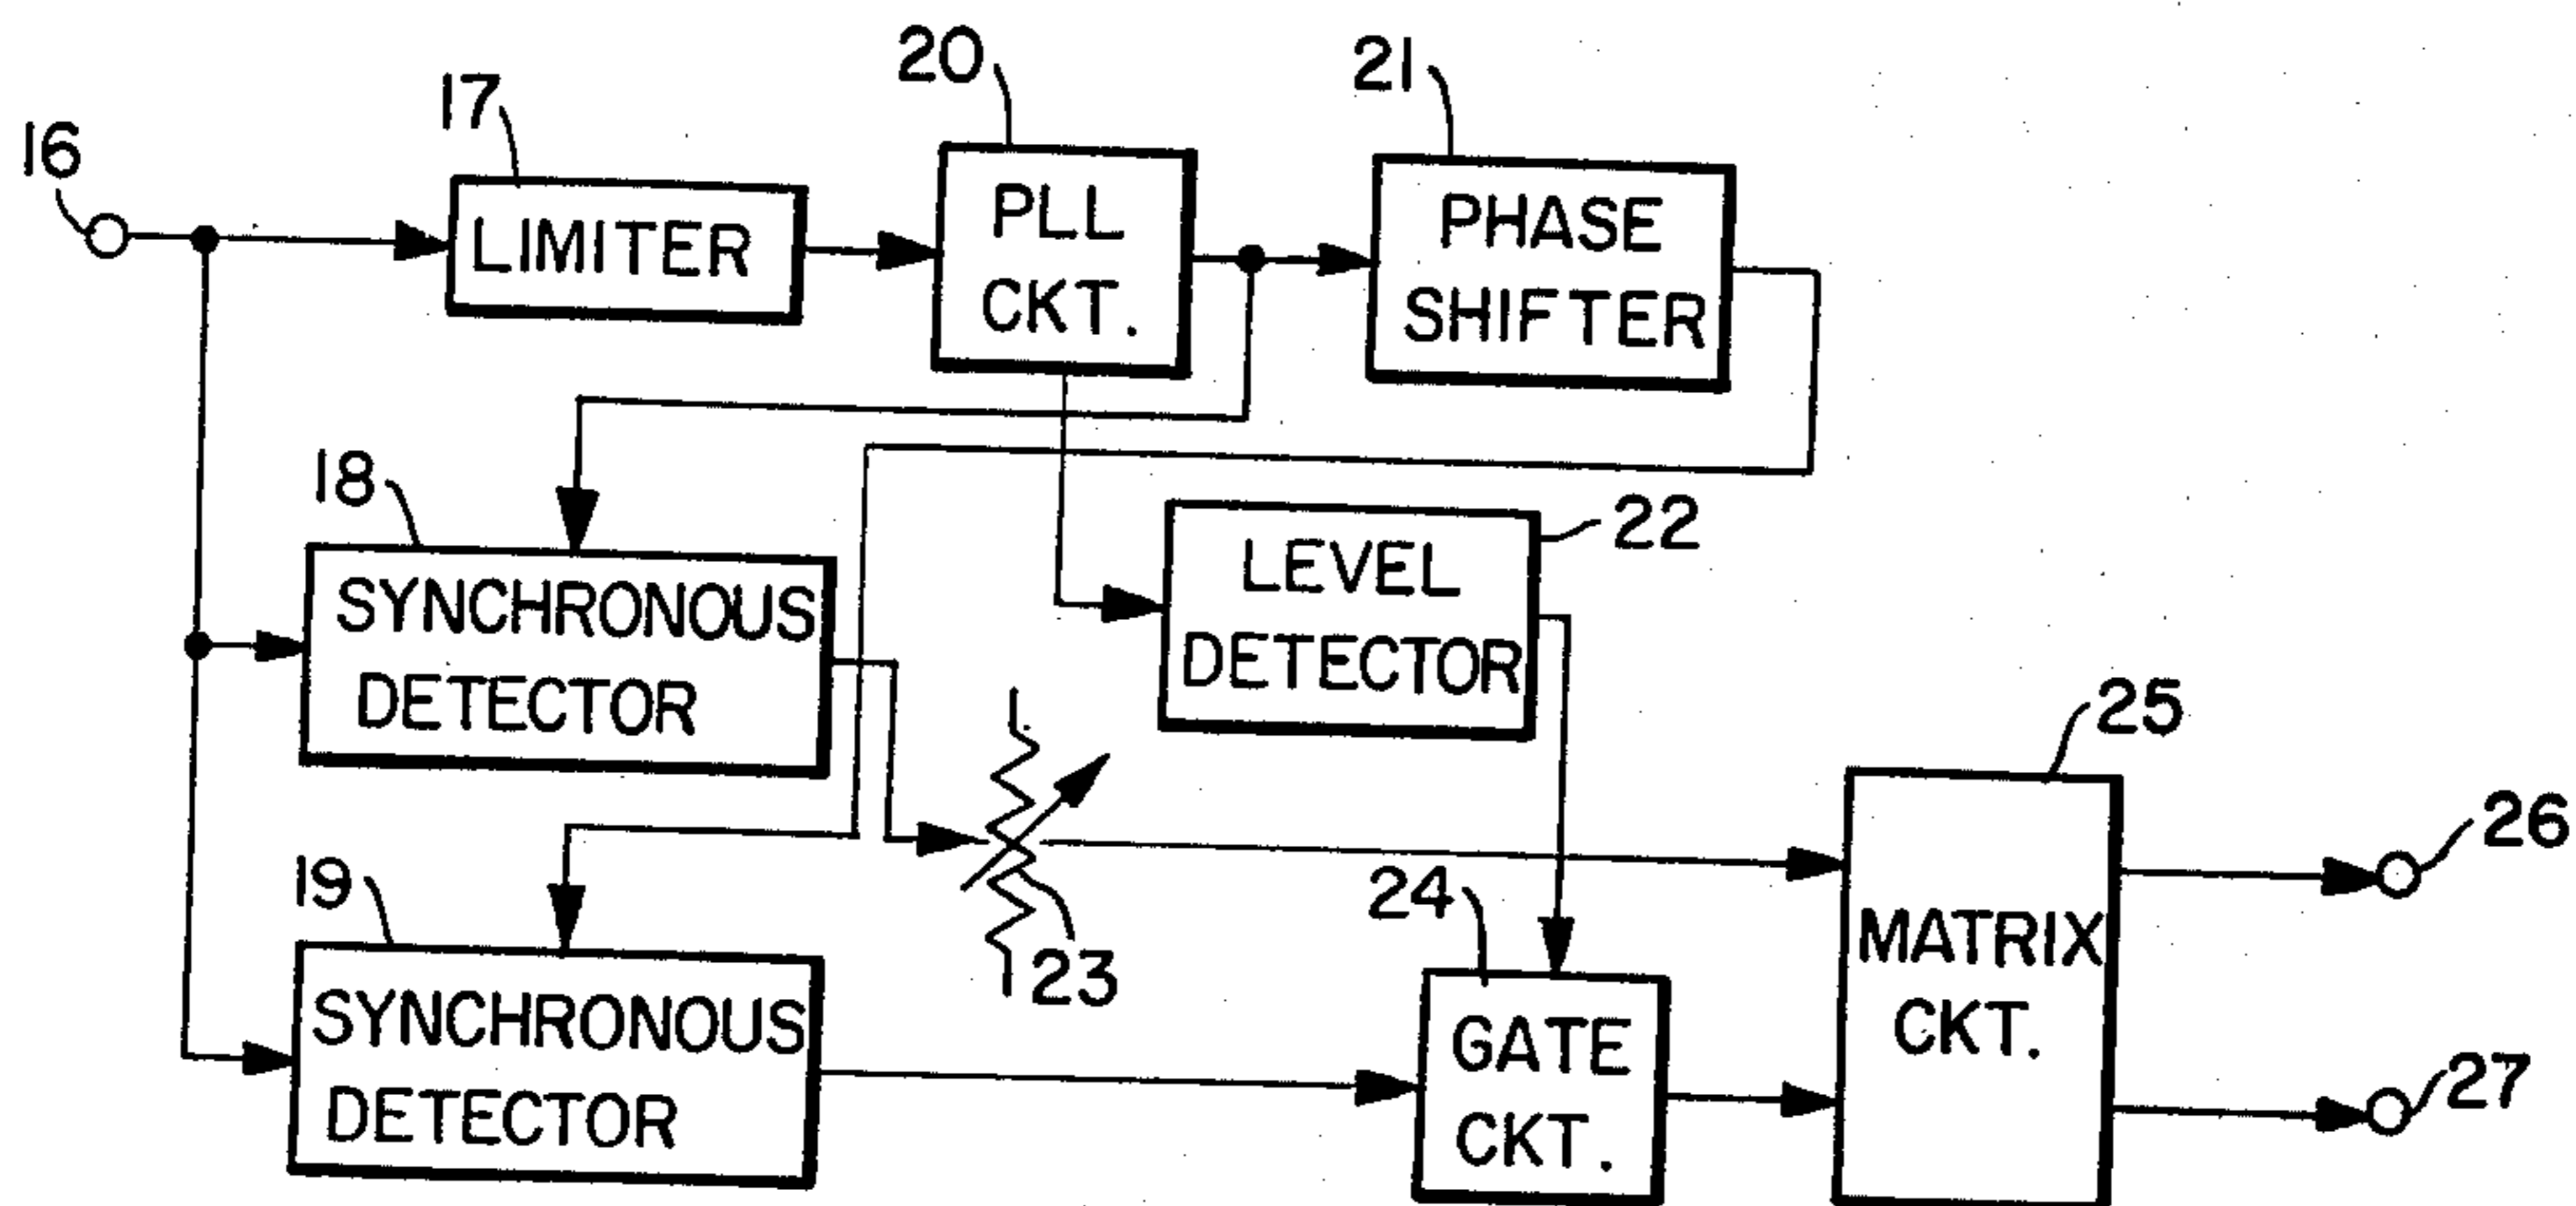 16
17
20
21
LIMITER
PLL
CKT.
PHASE
SHIFTER
18
22
SYNCHRONOUS
DETECTOR
LEVEL
DETECTOR
23
25
26
19
24
SYNCHRONOUS
DETECTOR
GATE
CKT.
MATRIX
CKT.
27